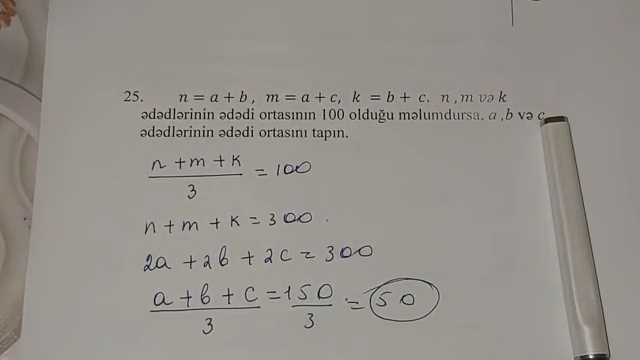 25. n = a + b , m = a + c, k = b + c. n ,m və k
ədədlərinin ədədi ortasının 100 olduğu məlumdursa, a ,b və c
ədədlərinin ədədi ortasını tapın.
(n + m + k)/3 = 100
n + m + k = 300 .
2a + 2b + 2c = 300
(a + b + c)/3 = 150/3 = 50